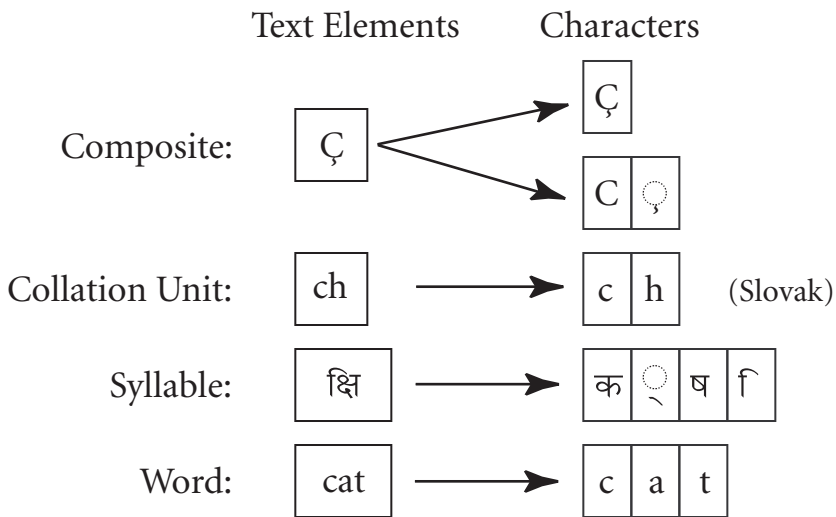 Text Elements Characters
Composite: Ç Ç
C ◌̧
Collation Unit: ch c h (Slovak)
Syllable: क्षि क ◌् ष ि
Word: cat c a t